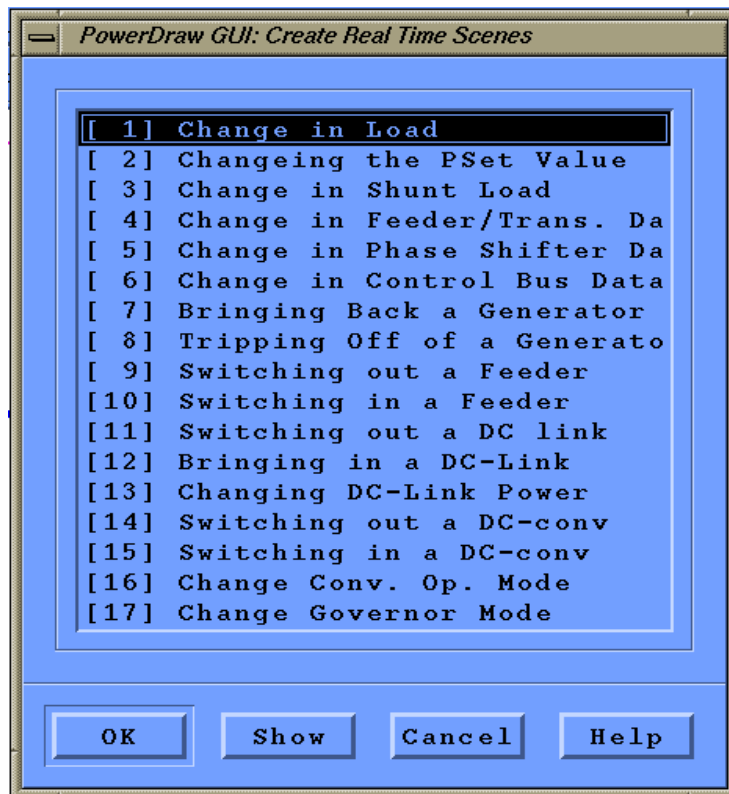 PowerDraw GUI: Create Real Time Scenes
[ 1] Change in Load
[ 2] Changeing the PSet Value
[ 3] Change in Shunt Load
[ 4] Change in Feeder/Trans. Da
[ 5] Change in Phase Shifter Da
[ 6] Change in Control Bus Data
[ 7] Bringing Back a Generator
[ 8] Tripping Off of a Generato
[ 9] Switching out a Feeder
[10] Switching in a Feeder
[11] Switching out a DC link
[12] Bringing in a DC-Link
[13] Changing DC-Link Power
[14] Switching out a DC-conv
[15] Switching in a DC-conv
[16] Change Conv. Op. Mode
[17] Change Governor Mode
OK Show Cancel Help